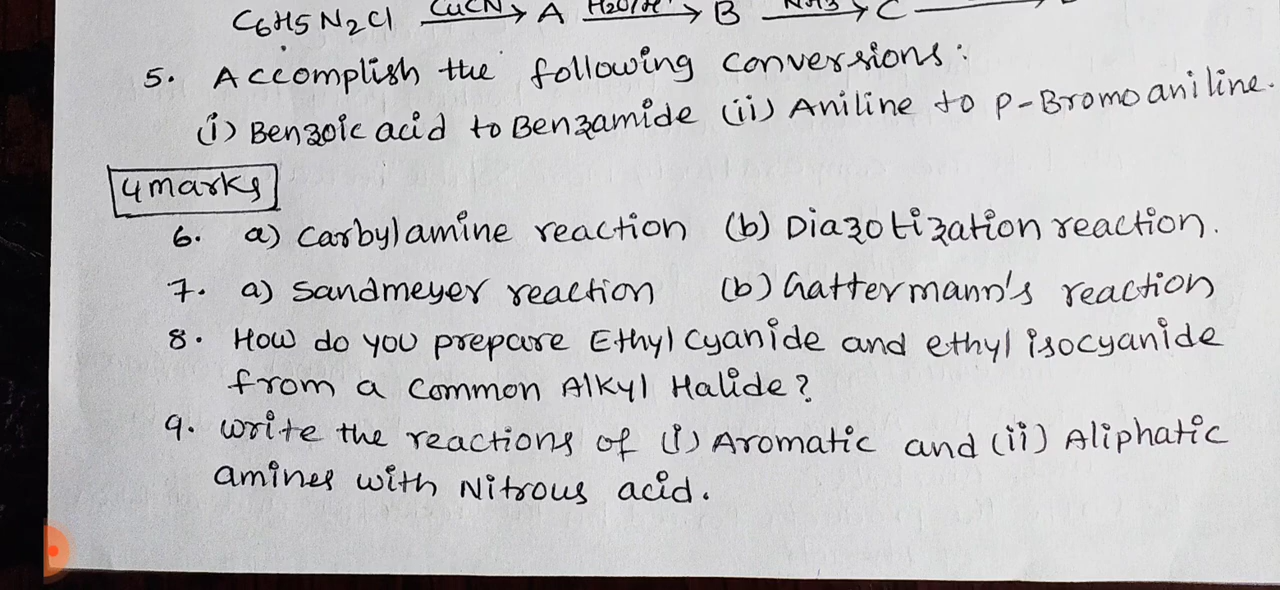 C6H5N2Cl CuCN→ A → B → C
5. Accomplish the following conversions:
(i) Benzoic acid to Benzamide (ii) Aniline to p-Bromoaniline.
4marks
6. a) Carbylamine reaction (b) Diazotization reaction.
7. a) Sandmeyer reaction (b) Gattermann's reaction
8. How do you prepare Ethyl Cyanide and ethyl isocyanide
from a common Alkyl Halide?
9. Write the reactions of (i) Aromatic and (ii) Aliphatic
amines with Nitrous acid.